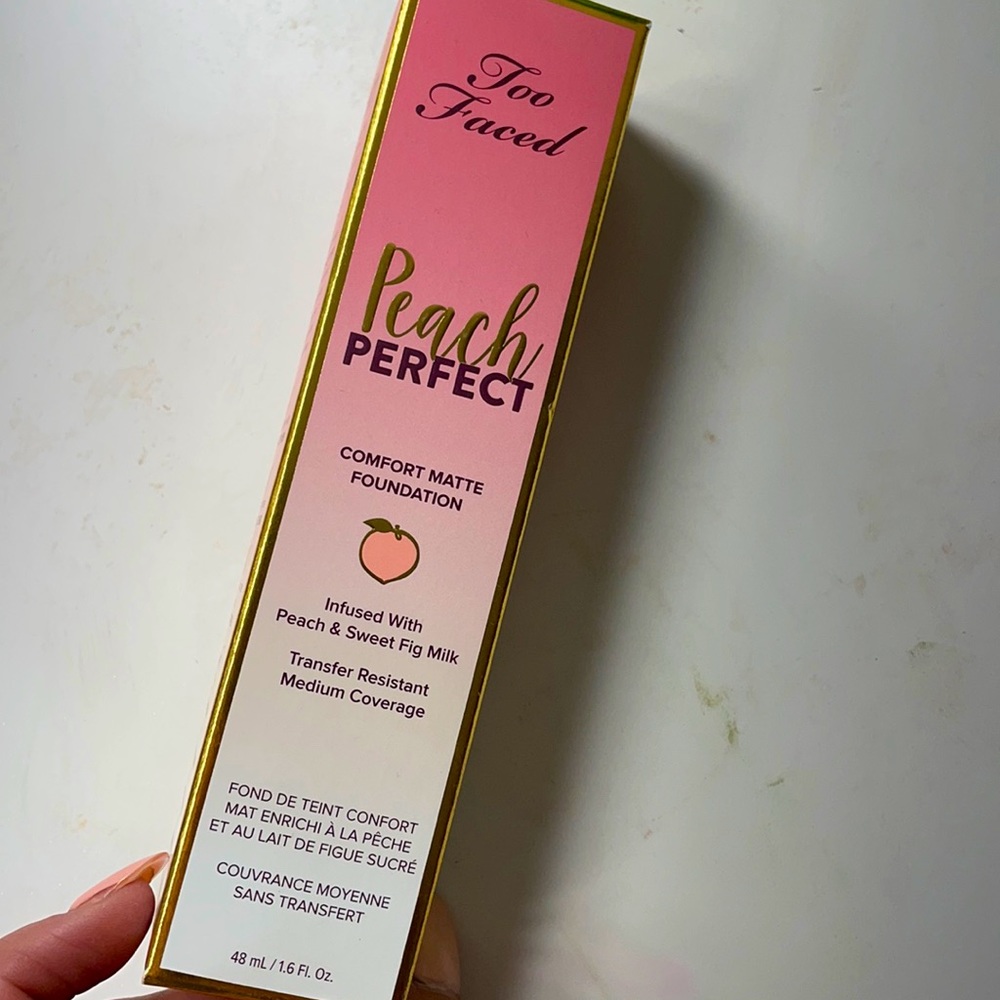 Too
Faced
Peach
PERFECT
COMFORT MATTE
FOUNDATION
Infused With
Peach & Sweet Fig Milk
Transfer Resistant
Medium Coverage
FOND DE TEINT CONFORT
MAT ENRICHI À LA PÊCHE
ET AU LAIT DE FIGUE SUCRÉ
COUVRANCE MOYENNE
SANS TRANSFERT
48 mL / 1.6 Fl. Oz.